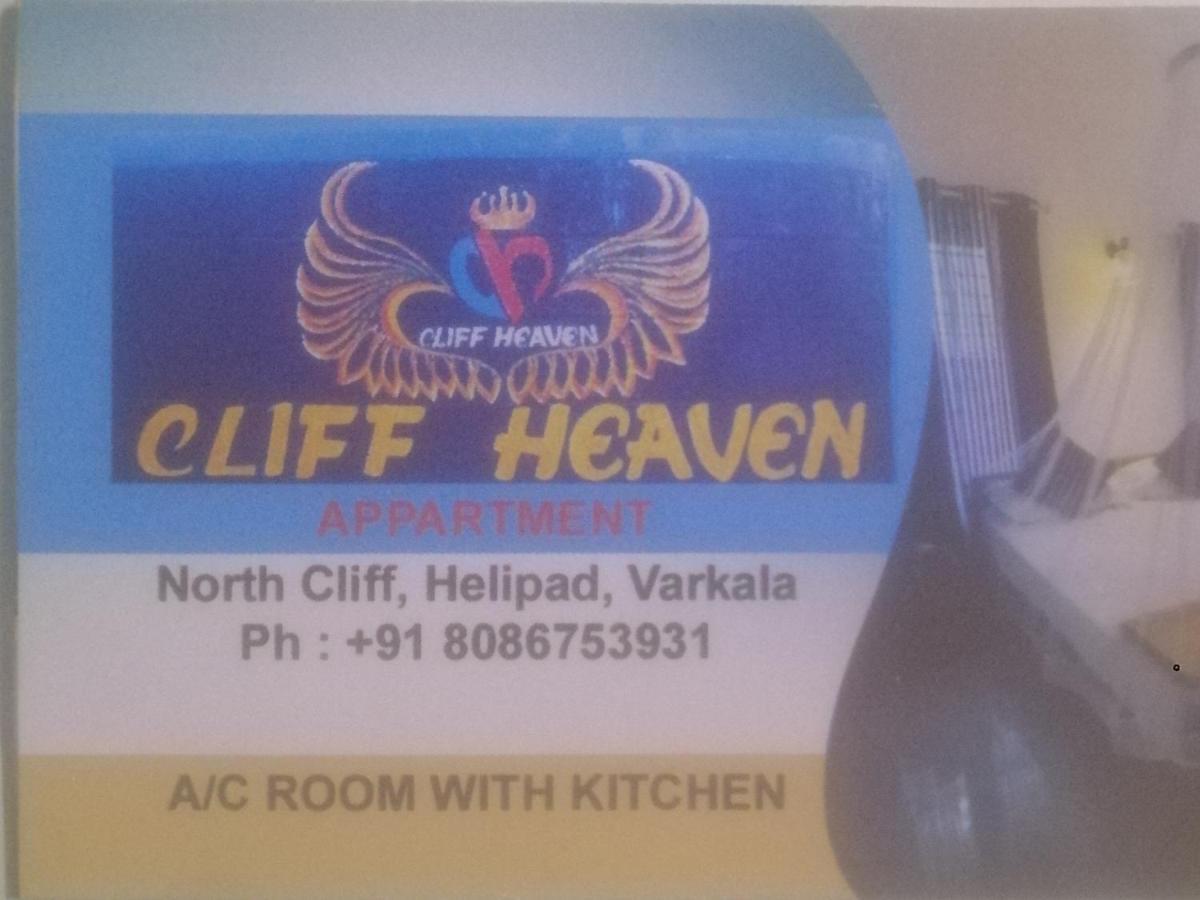 CLIFF HEAVEN
CLIFF HEAVEN
APPARTMENT
North Cliff, Helipad, Varkala
Ph : +91 8086753931
A/C ROOM WITH KITCHEN